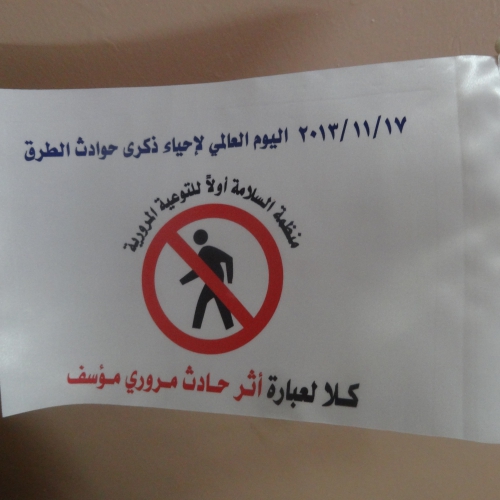 ٢٠١٣/١١/١٧ اليوم العالمي لإحياء ذكرى حوادث الطرق
منظمة السلامة أولاً للتوعية المرورية
كلا لعبارة أثر حادث مروري مؤسف